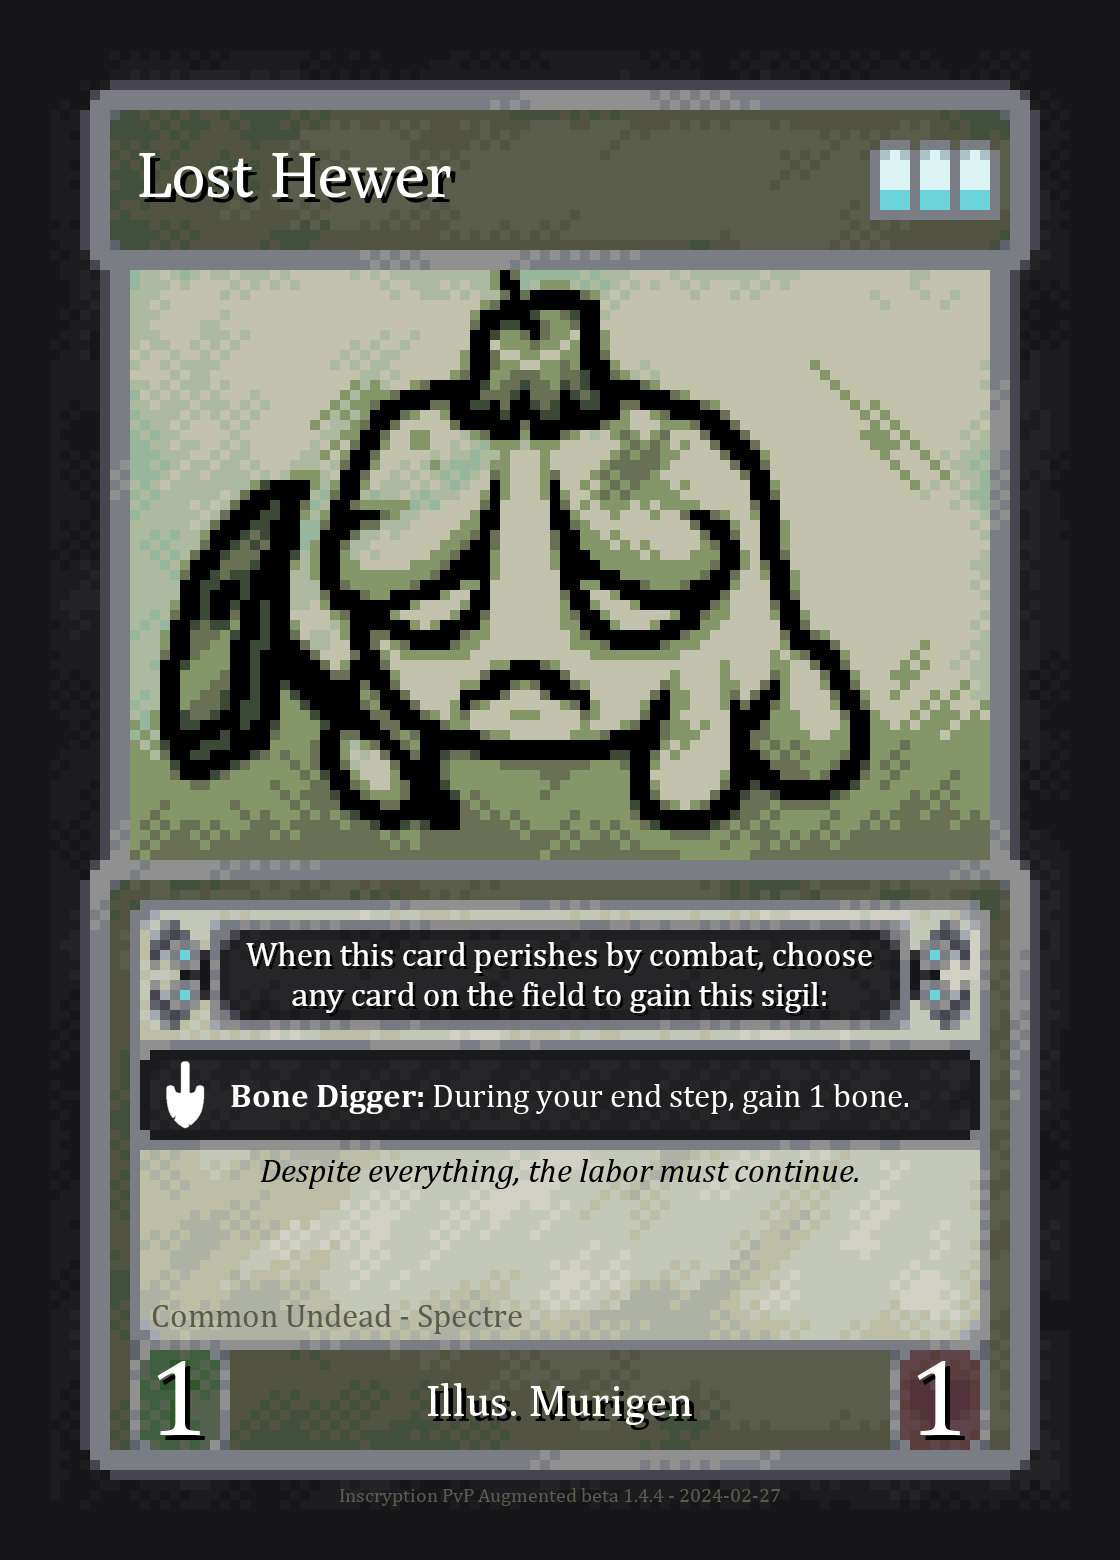 Lost Hewer
When this card perishes by combat, choose
any card on the field to gain this sigil:
Bone Digger: During your end step, gain 1 bone.
Despite everything, the labor must continue.
Common Undead - Spectre
1
Illus. Murigen
1
Inscryption PvP Augmented beta 1.4.4 - 2024-02-27